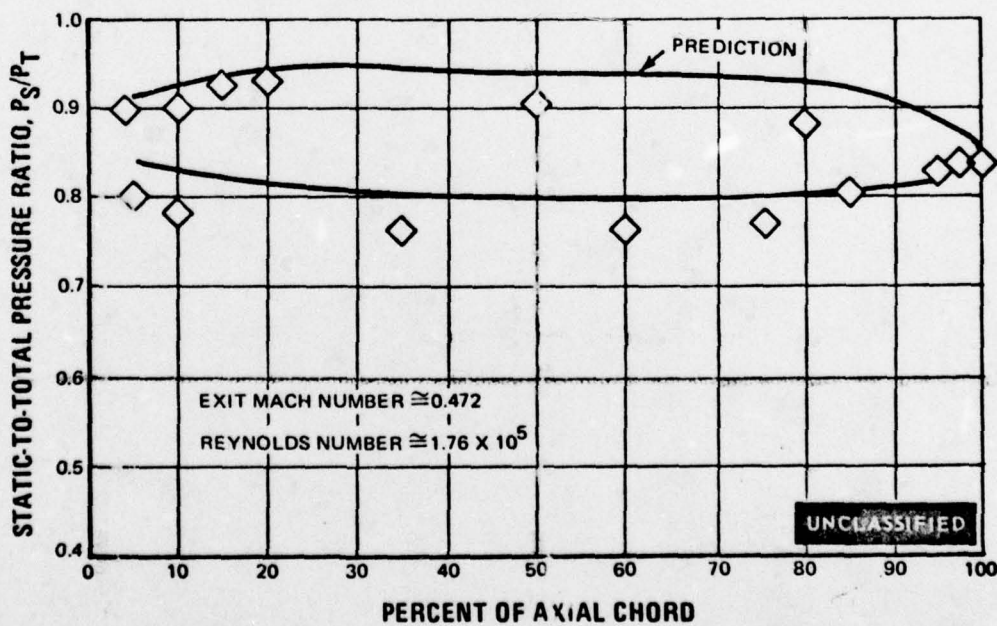 STATIC-TO-TOTAL PRESSURE RATIO, PS/PT
1.0
0.9
0.8
0.7
0.6
0.5
0.4
PREDICTION
EXIT MACH NUMBER ≅0.472
REYNOLDS NUMBER ≅1.76 X 10⁵
UNCLASSIFIED
0 10 20 30 40 50 60 70 80 90 100
PERCENT OF AXIAL CHORD